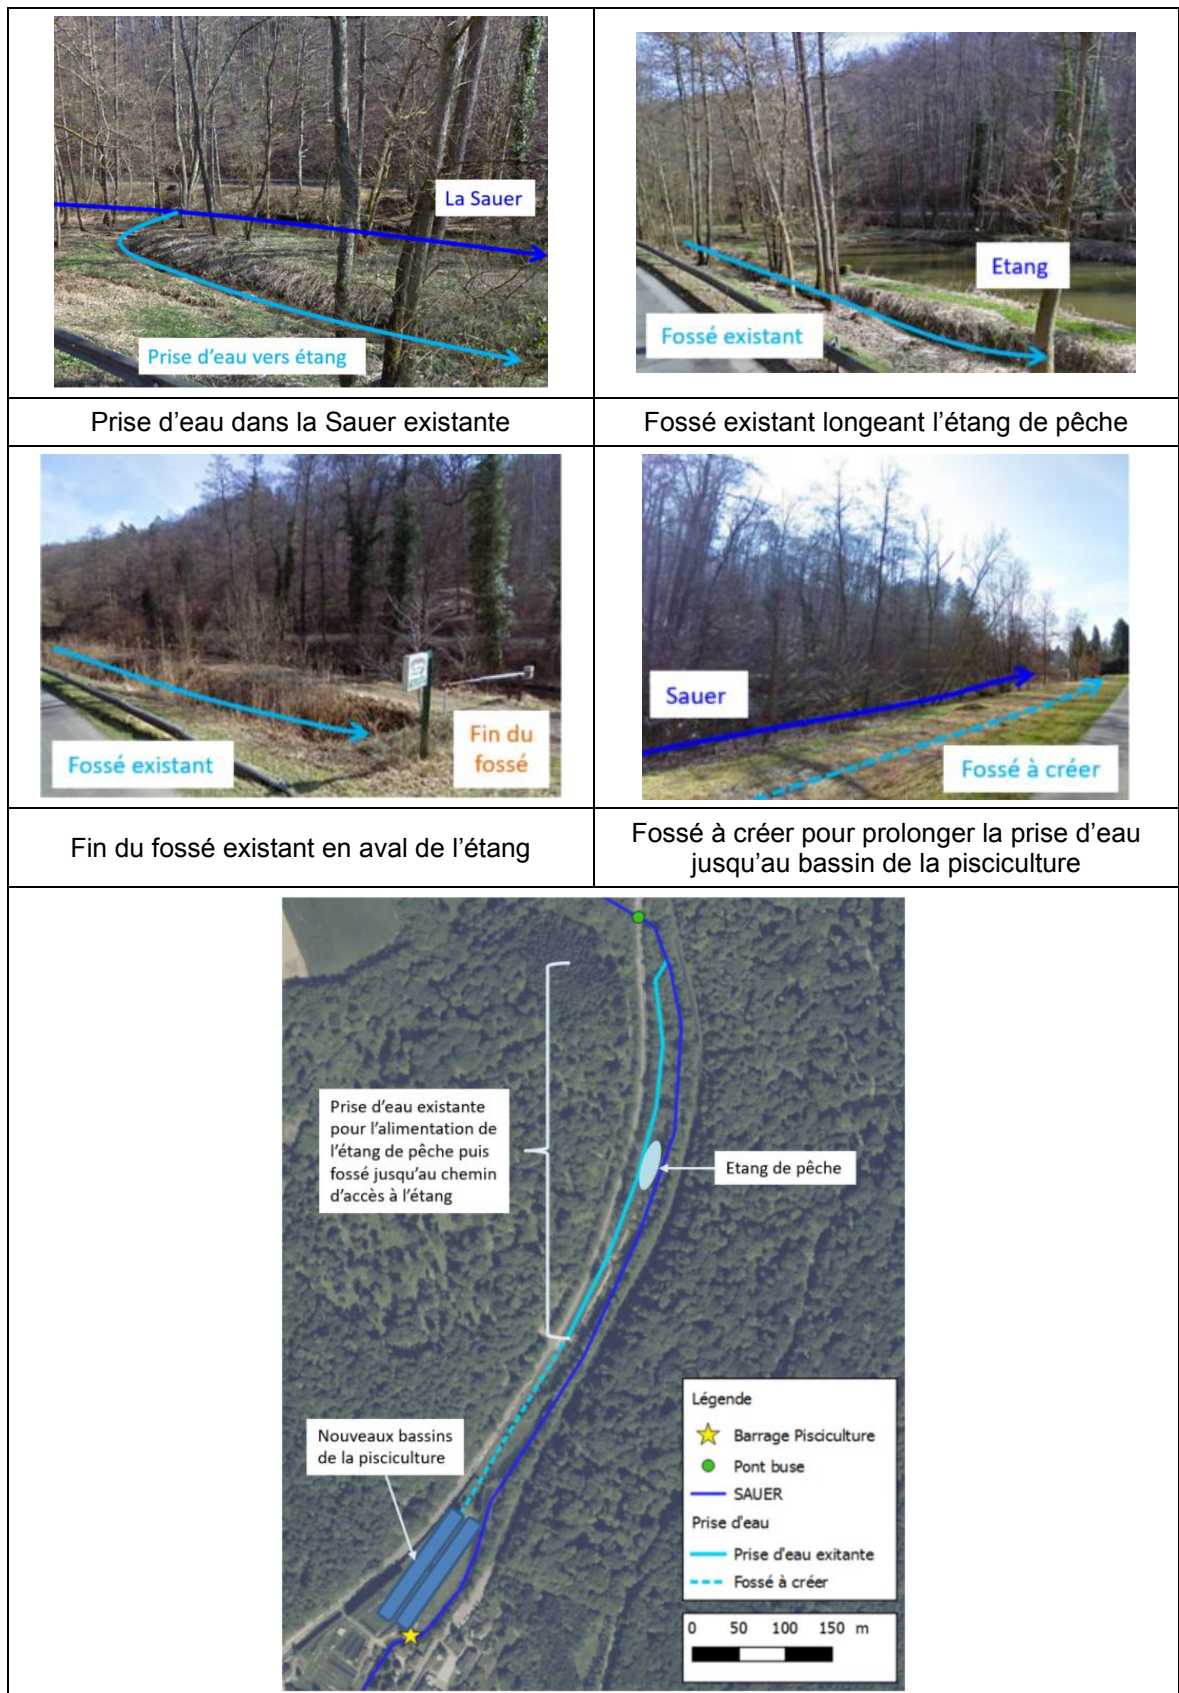 La Sauer
Prise d'eau vers étang
Etang
Fossé existant
Prise d'eau dans la Sauer existante
Fossé existant longeant l'étang de pêche
Fossé existant
Fin du
fossé
Sauer
Fossé à créer
Fin du fossé existant en aval de l'étang
Fossé à créer pour prolonger la prise d'eau
jusqu'au bassin de la pisciculture
Prise d'eau existante
pour l'alimentation de
l'étang de pêche puis
fossé jusqu'au chemin
d'accès à l'étang
Etang de pêche
Nouveaux bassins
de la pisciculture
Légende
Barrage Pisciculture
Pont buse
SAUER
Prise d'eau
Prise d'eau exitante
Fossé à créer
0 50 100 150 m